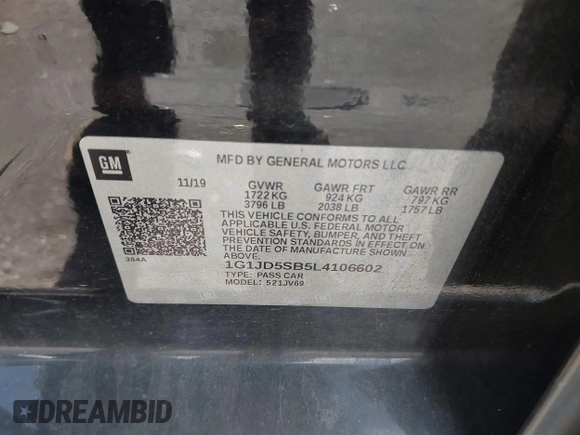 GM
MFD BY GENERAL MOTORS LLC
11/19 GVWR GAWR FRT GAWR RR
1722 KG 924 KG 797 KG
3796 LB 2038 LB 1757 LB
THIS VEHICLE CONFORMS TO ALL
APPLICABLE U.S. FEDERAL MOTOR
VEHICLE SAFETY, BUMPER, AND THEFT
PREVENTION STANDARDS IN EFFECT ON
THE DATE OF MANUFACTURE SHOWN
ABOVE.
384A
1G1JD5SB5L4106602
TYPE: PASS CAR
MODEL: 521JV69
DREAMBID